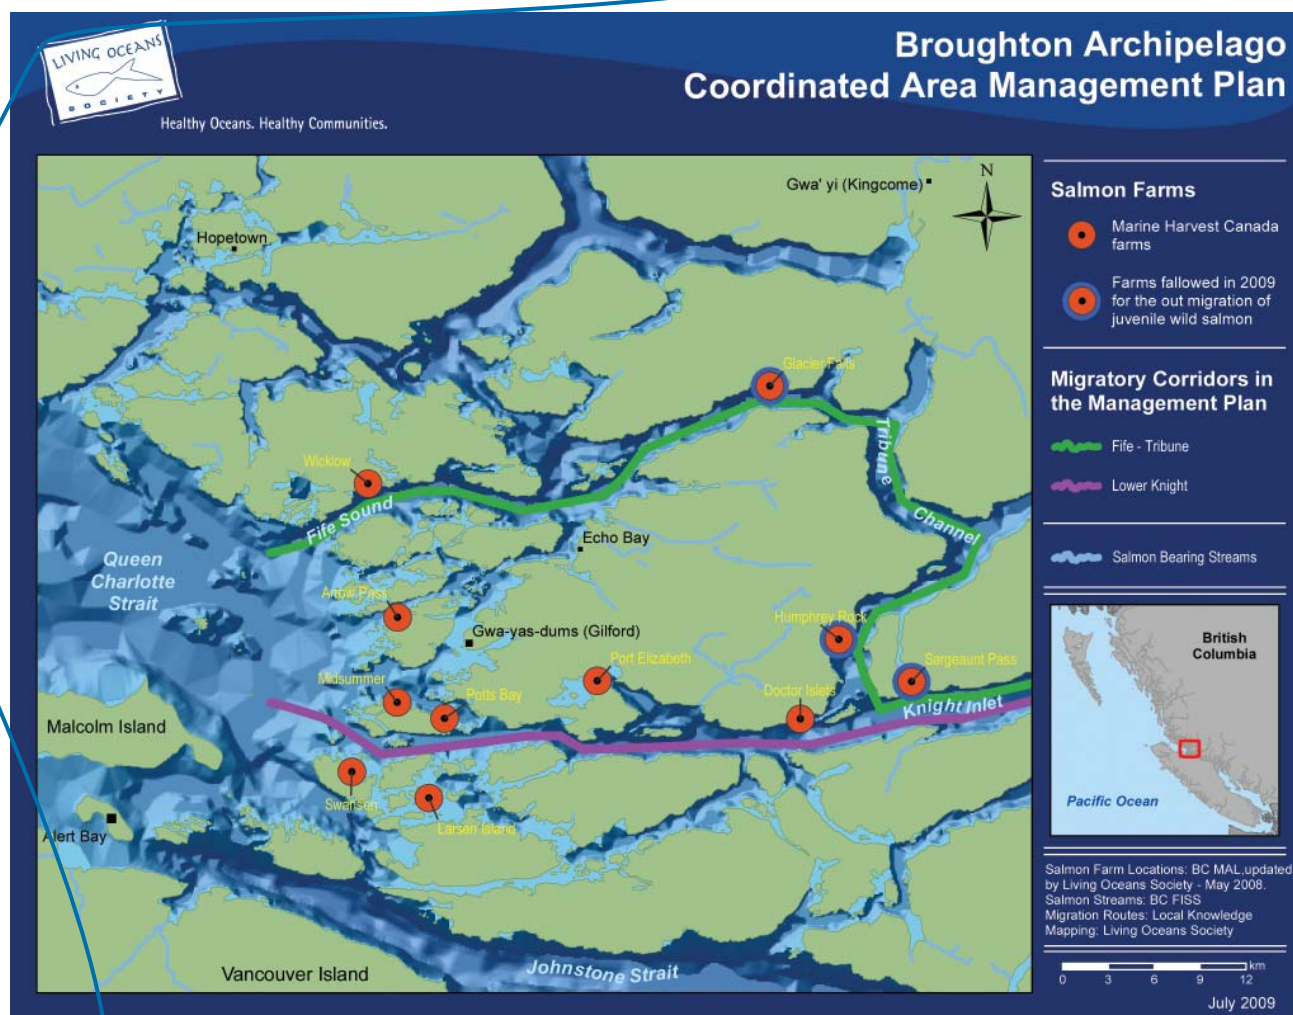 LIVING OCEANS
SOCIETY
Healthy Oceans. Healthy Communities.
Broughton Archipelago
Coordinated Area Management Plan
Gwa' yi (Kingcome)
N
Hopetown
Glacier Falls
Tribune
Channel
Wicklow
Fife Sound
Echo Bay
Queen
Charlotte
Strait
Arrow Pass
Gwa-yas-dums (Gilford)
Humphrey Rock
Port Elizabeth
Sargeaunt Pass
Midsummer
Potts Bay
Doctor Islets
Knight Inlet
Malcolm Island
Swanson
Larsen Island
Alert Bay
Vancouver Island
Johnstone Strait
Salmon Farms
Marine Harvest Canada
farms
Farms fallowed in 2009
for the out migration of
juvenile wild salmon
Migratory Corridors in
the Management Plan
Fife - Tribune
Lower Knight
Salmon Bearing Streams
British
Columbia
Pacific Ocean
Salmon Farm Locations: BC MAL,updated
by Living Oceans Society - May 2008.
Salmon Streams: BC FISS
Migration Routes: Local Knowledge
Mapping: Living Oceans Society
km
0 3 6 9 12
July 2009